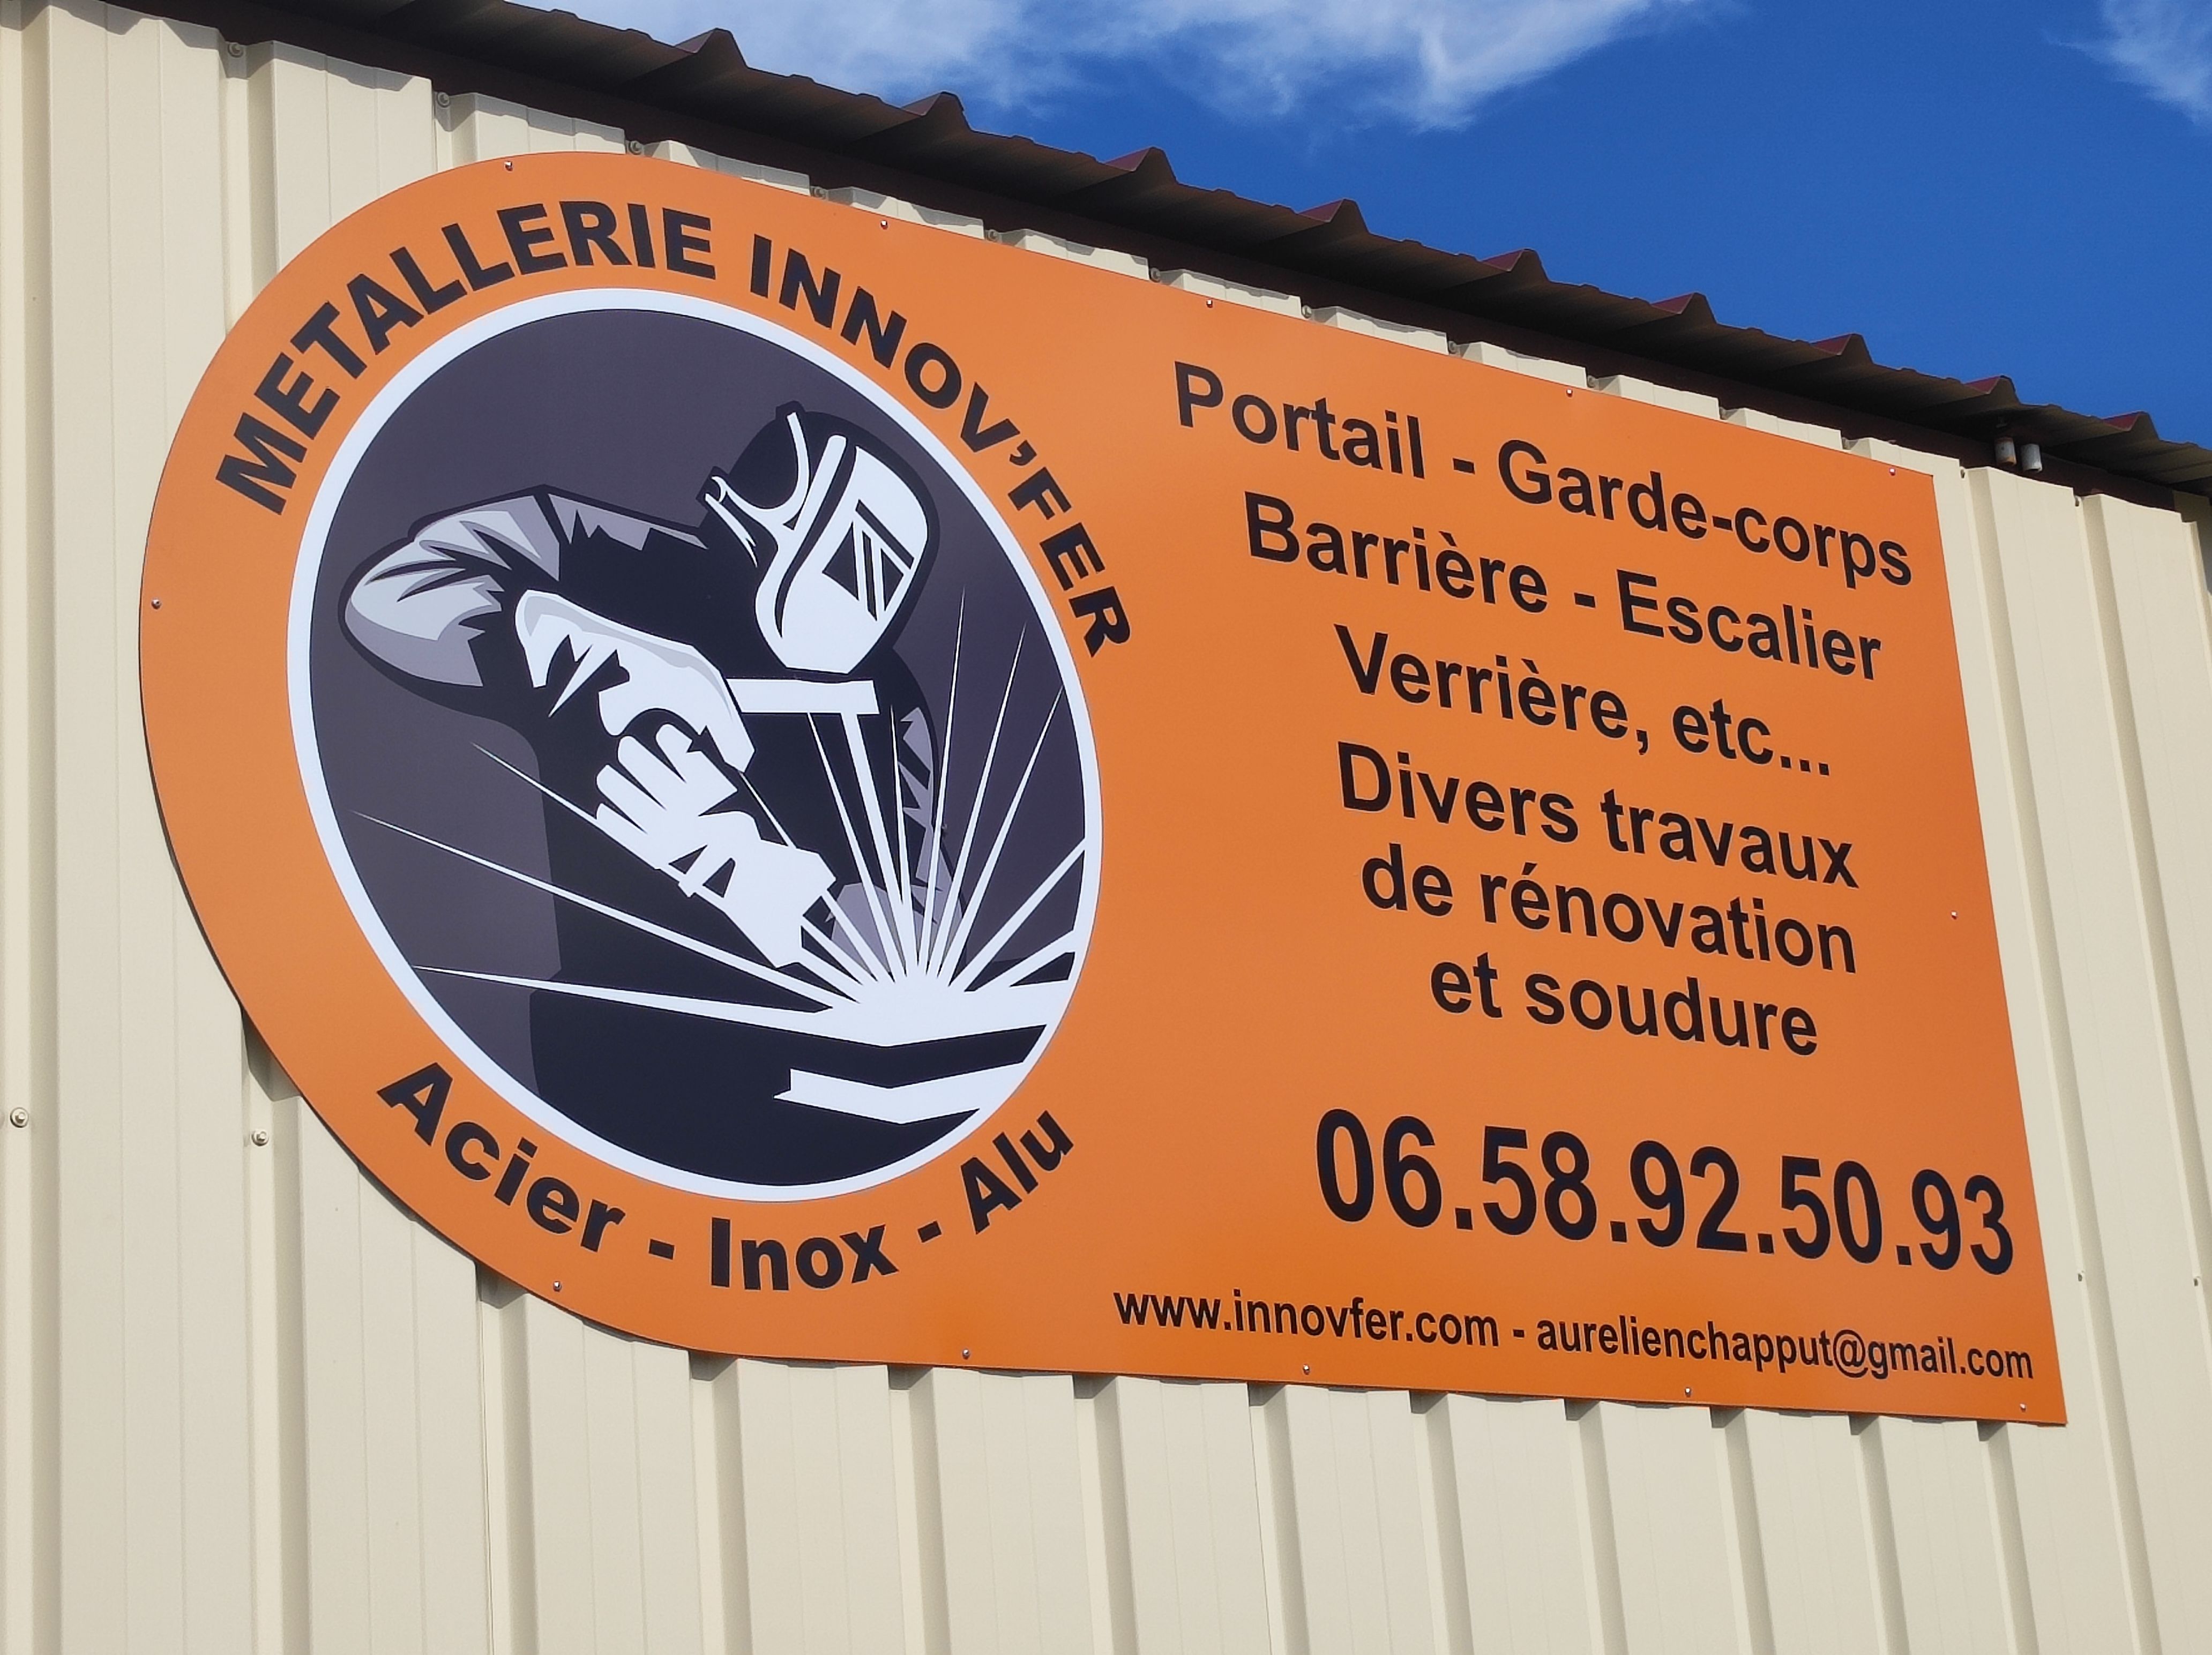 METALLERIE INNOV'FER
Acier - Inox - Alu
Portail - Garde-corps
Barrière - Escalier
Verrière, etc...
Divers travaux
de rénovation
et soudure
06.58.92.50.93
www.innovfer.com - aurelienchapput@gmail.com